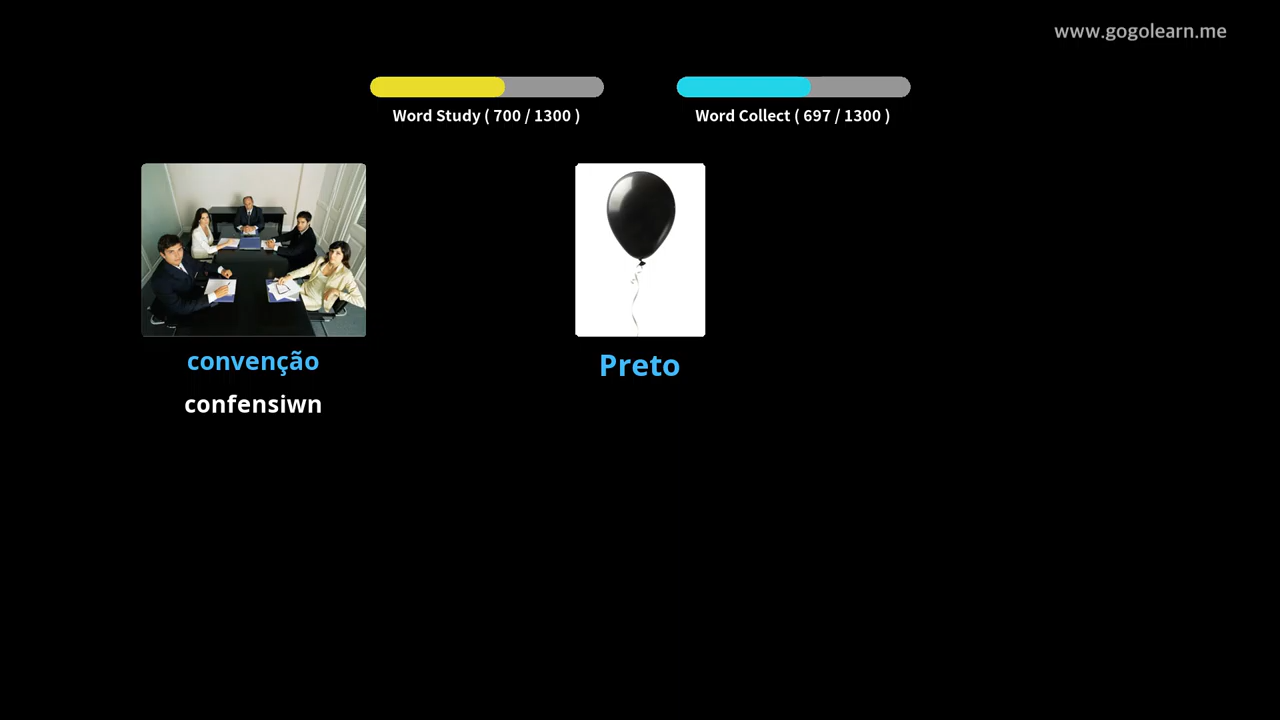 www.gogolearn.me
Word Study ( 700 / 1300 )
Word Collect ( 697 / 1300 )
convenção
confensiwn
Preto